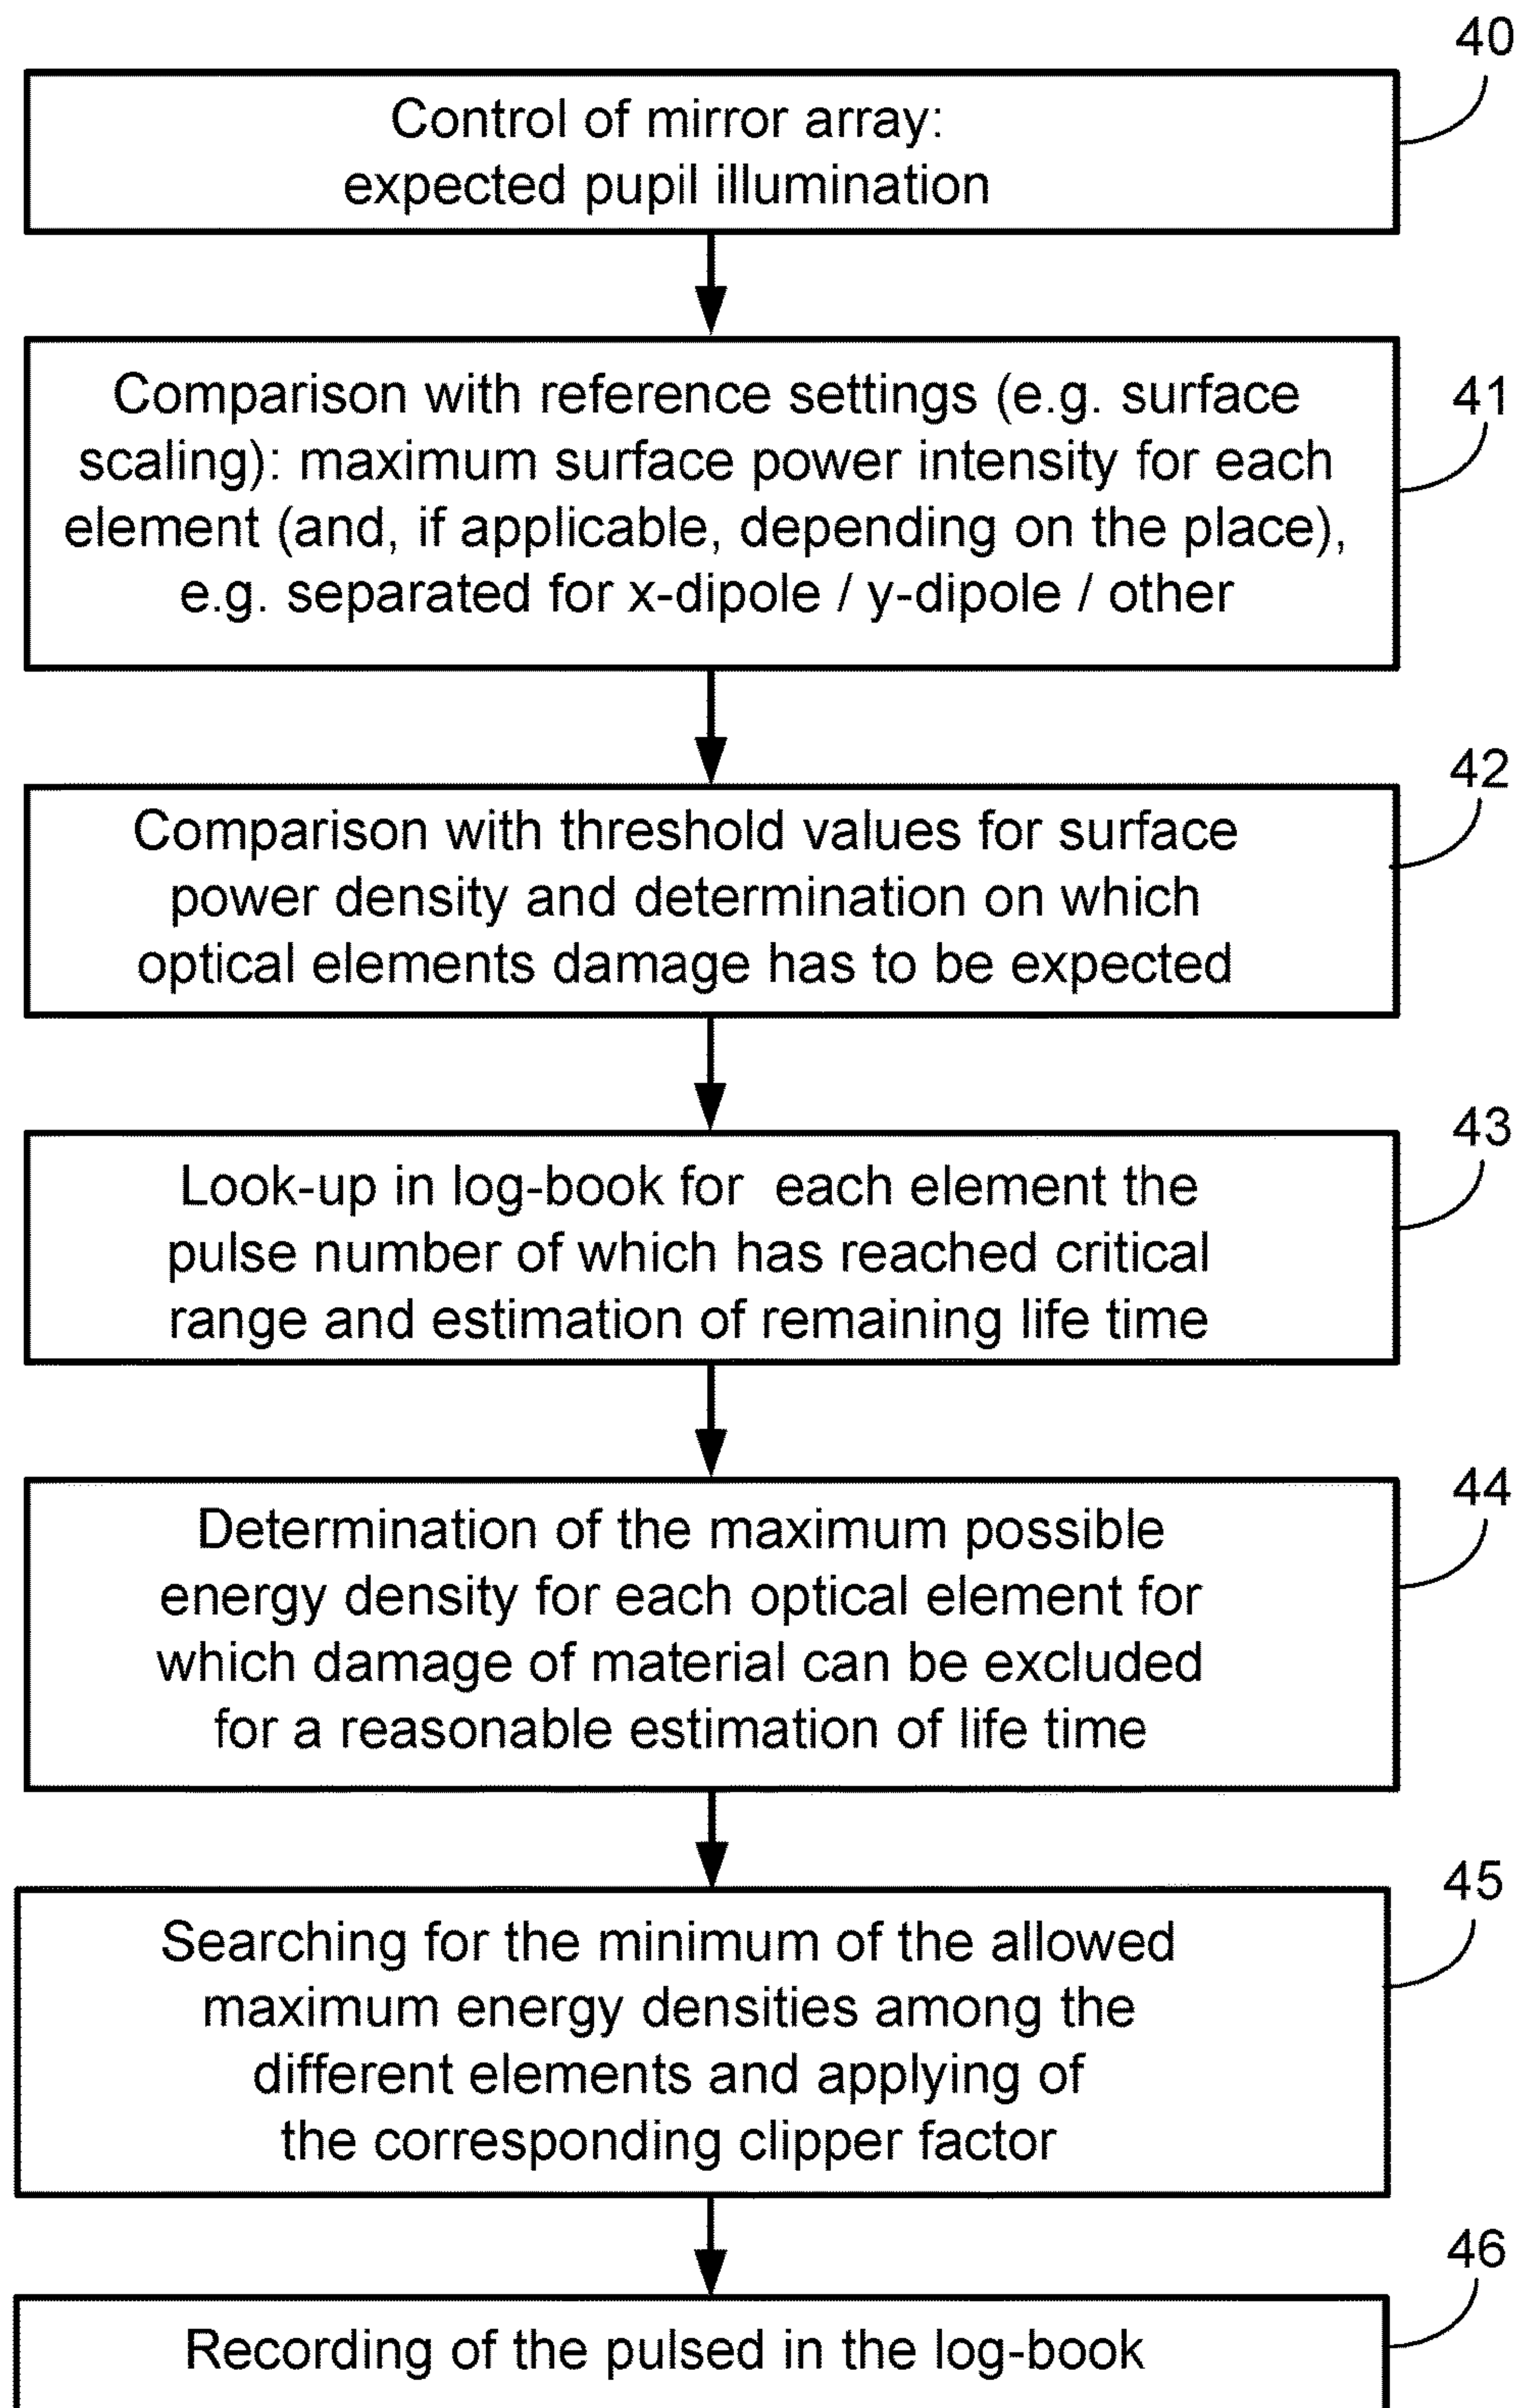 40
Control of mirror array:
expected pupil illumination
41
Comparison with reference settings (e.g. surface
scaling): maximum surface power intensity for each
element (and, if applicable, depending on the place),
e.g. separated for x-dipole / y-dipole / other
42
Comparison with threshold values for surface
power density and determination on which
optical elements damage has to be expected
43
Look-up in log-book for each element the
pulse number of which has reached critical
range and estimation of remaining life time
44
Determination of the maximum possible
energy density for each optical element for
which damage of material can be excluded
for a reasonable estimation of life time
45
Searching for the minimum of the allowed
maximum energy densities among the
different elements and applying of
the corresponding clipper factor
46
Recording of the pulsed in the log-book